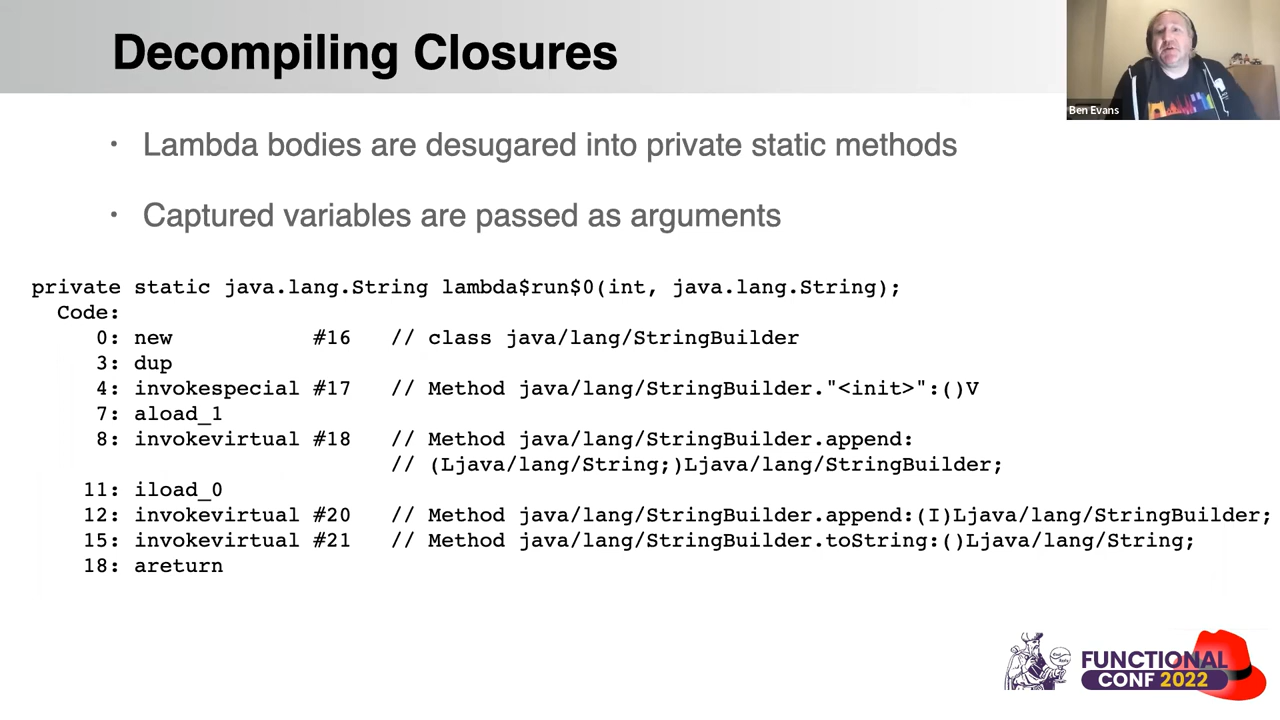 Decompiling Closures
Ben Evans
• Lambda bodies are desugared into private static methods
• Captured variables are passed as arguments
private static java.lang.String lambda$run$0(int, java.lang.String);
Code:
0: new #16 // class java/lang/StringBuilder
3: dup
4: invokespecial #17 // Method java/lang/StringBuilder."<init>":()V
7: aload_1
8: invokevirtual #18 // Method java/lang/StringBuilder.append:
// (Ljava/lang/String;)Ljava/lang/StringBuilder;
11: iload_0
12: invokevirtual #20 // Method java/lang/StringBuilder.append:(I)Ljava/lang/StringBuilder;
15: invokevirtual #21 // Method java/lang/StringBuilder.toString:()Ljava/lang/String;
18: areturn
FUNCTIONAL
CONF 2022